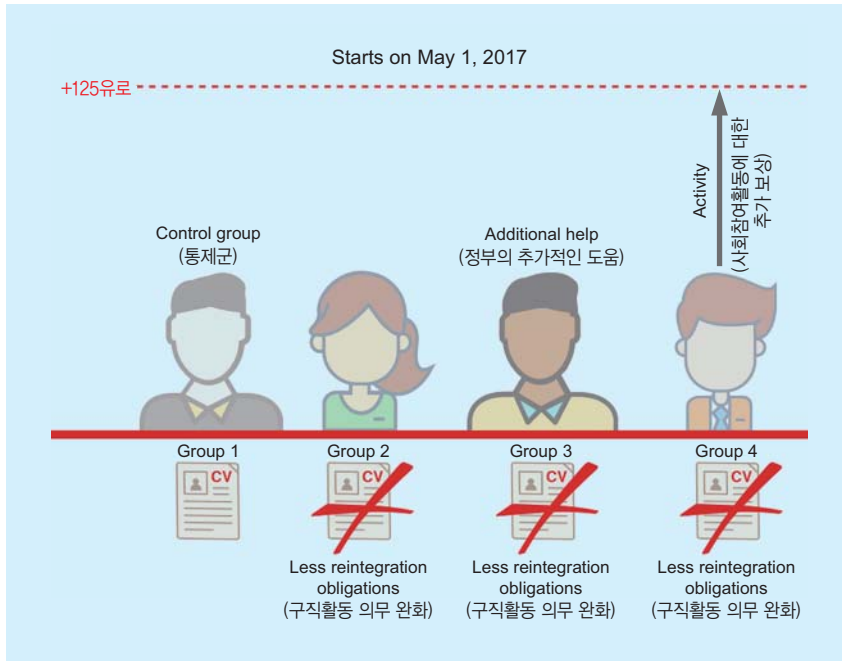 Starts on May 1, 2017
+125유로
Activity
(사회참여활동에 대한
추가 보상)
Control group
(통제군)
Additional help
(정부의 추가적인 도움)
Group 1
Group 2
Group 3
Group 4
CV
CV
CV
CV
Less reintegration
obligations
(구직활동 의무 완화)
Less reintegration
obligations
(구직활동 의무 완화)
Less reintegration
obligations
(구직활동 의무 완화)